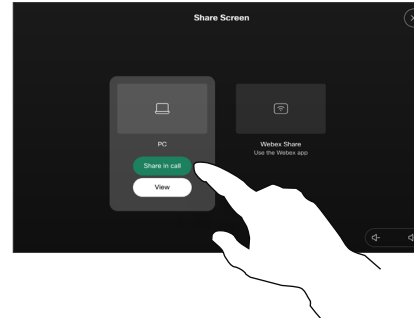 Share Screen
PC
Webex Share
Use the Webex app
Share in call
View